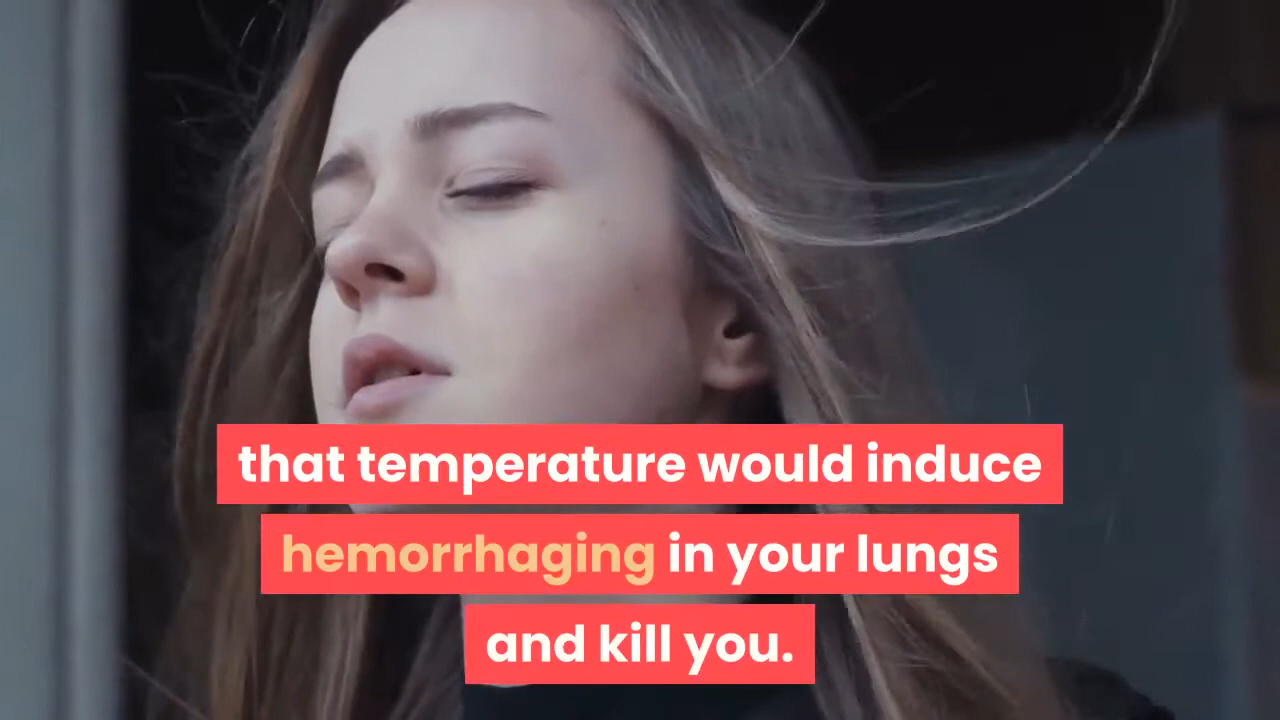 that temperature would induce
hemorrhaging in your lungs
and kill you.